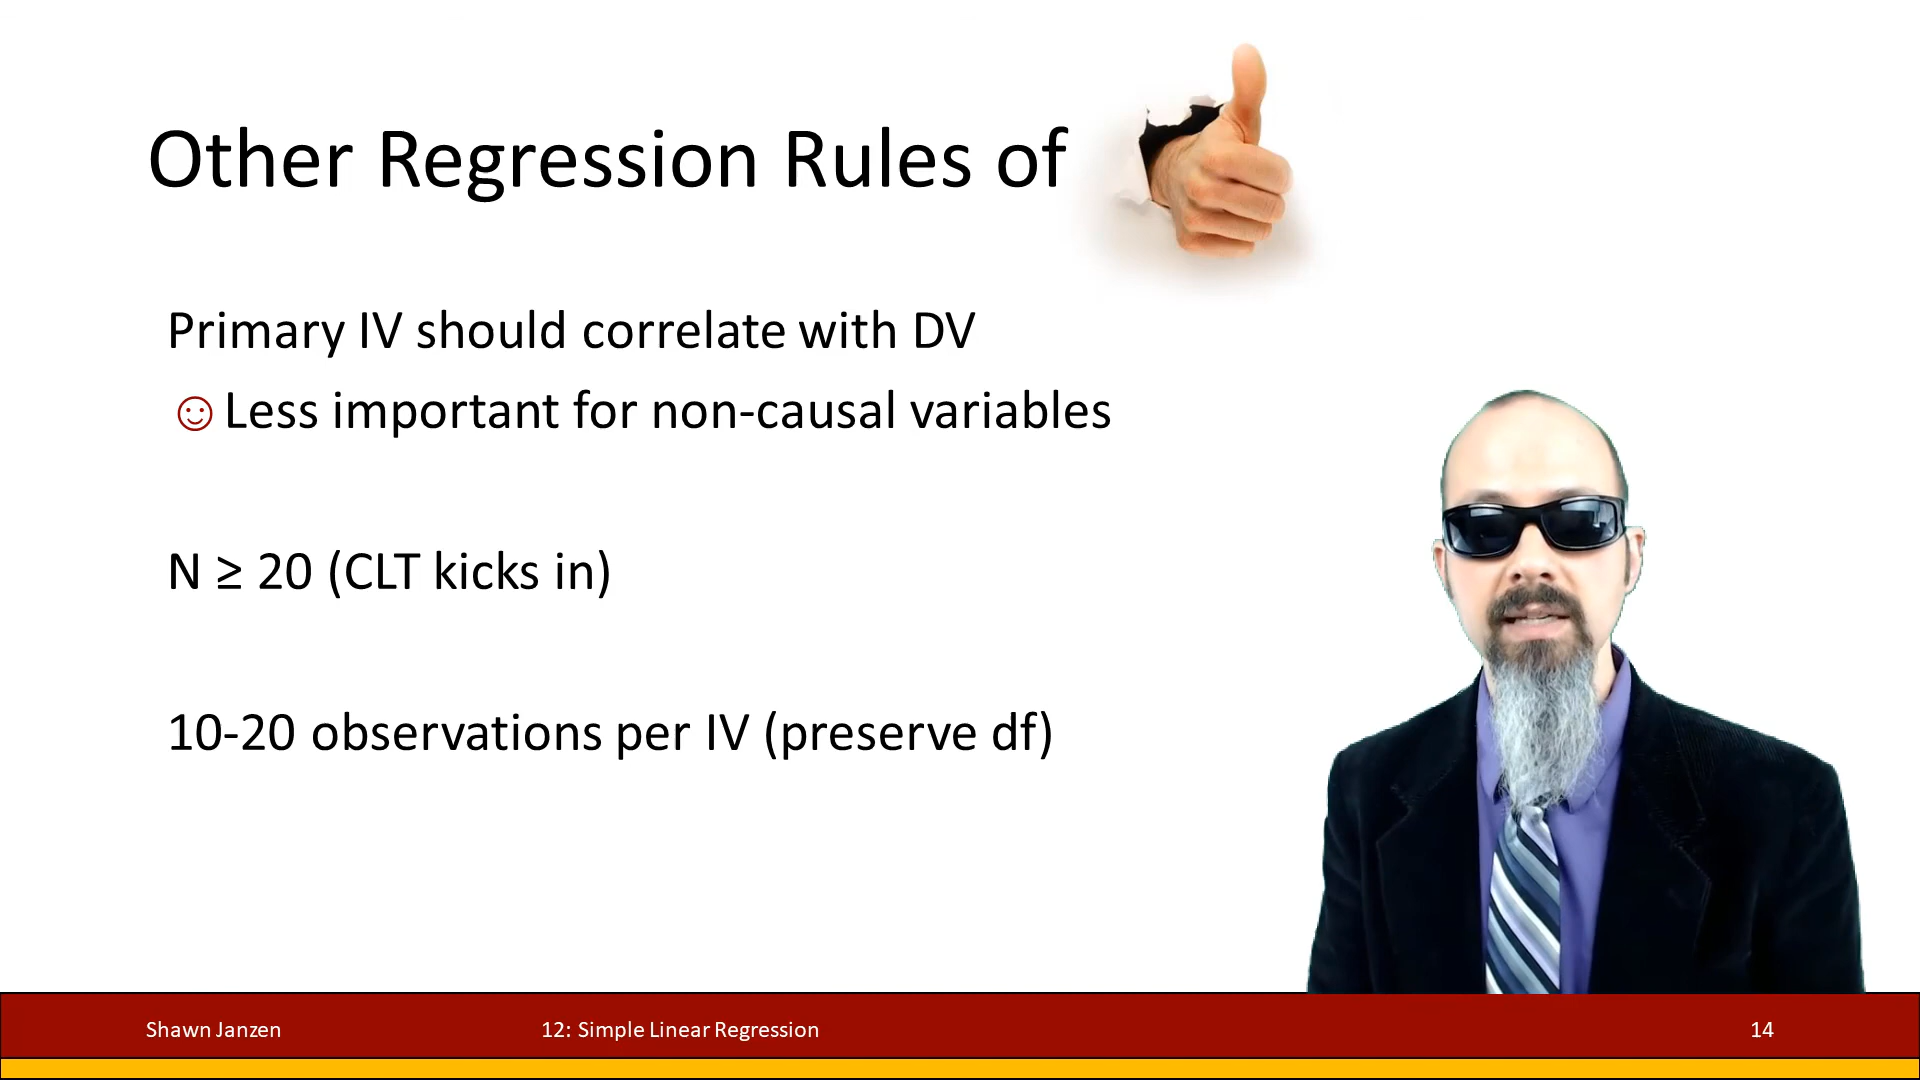 Other Regression Rules of
Primary IV should correlate with DV
Less important for non-causal variables
N ≥ 20 (CLT kicks in)
10-20 observations per IV (preserve df)
Shawn Janzen
12: Simple Linear Regression
14